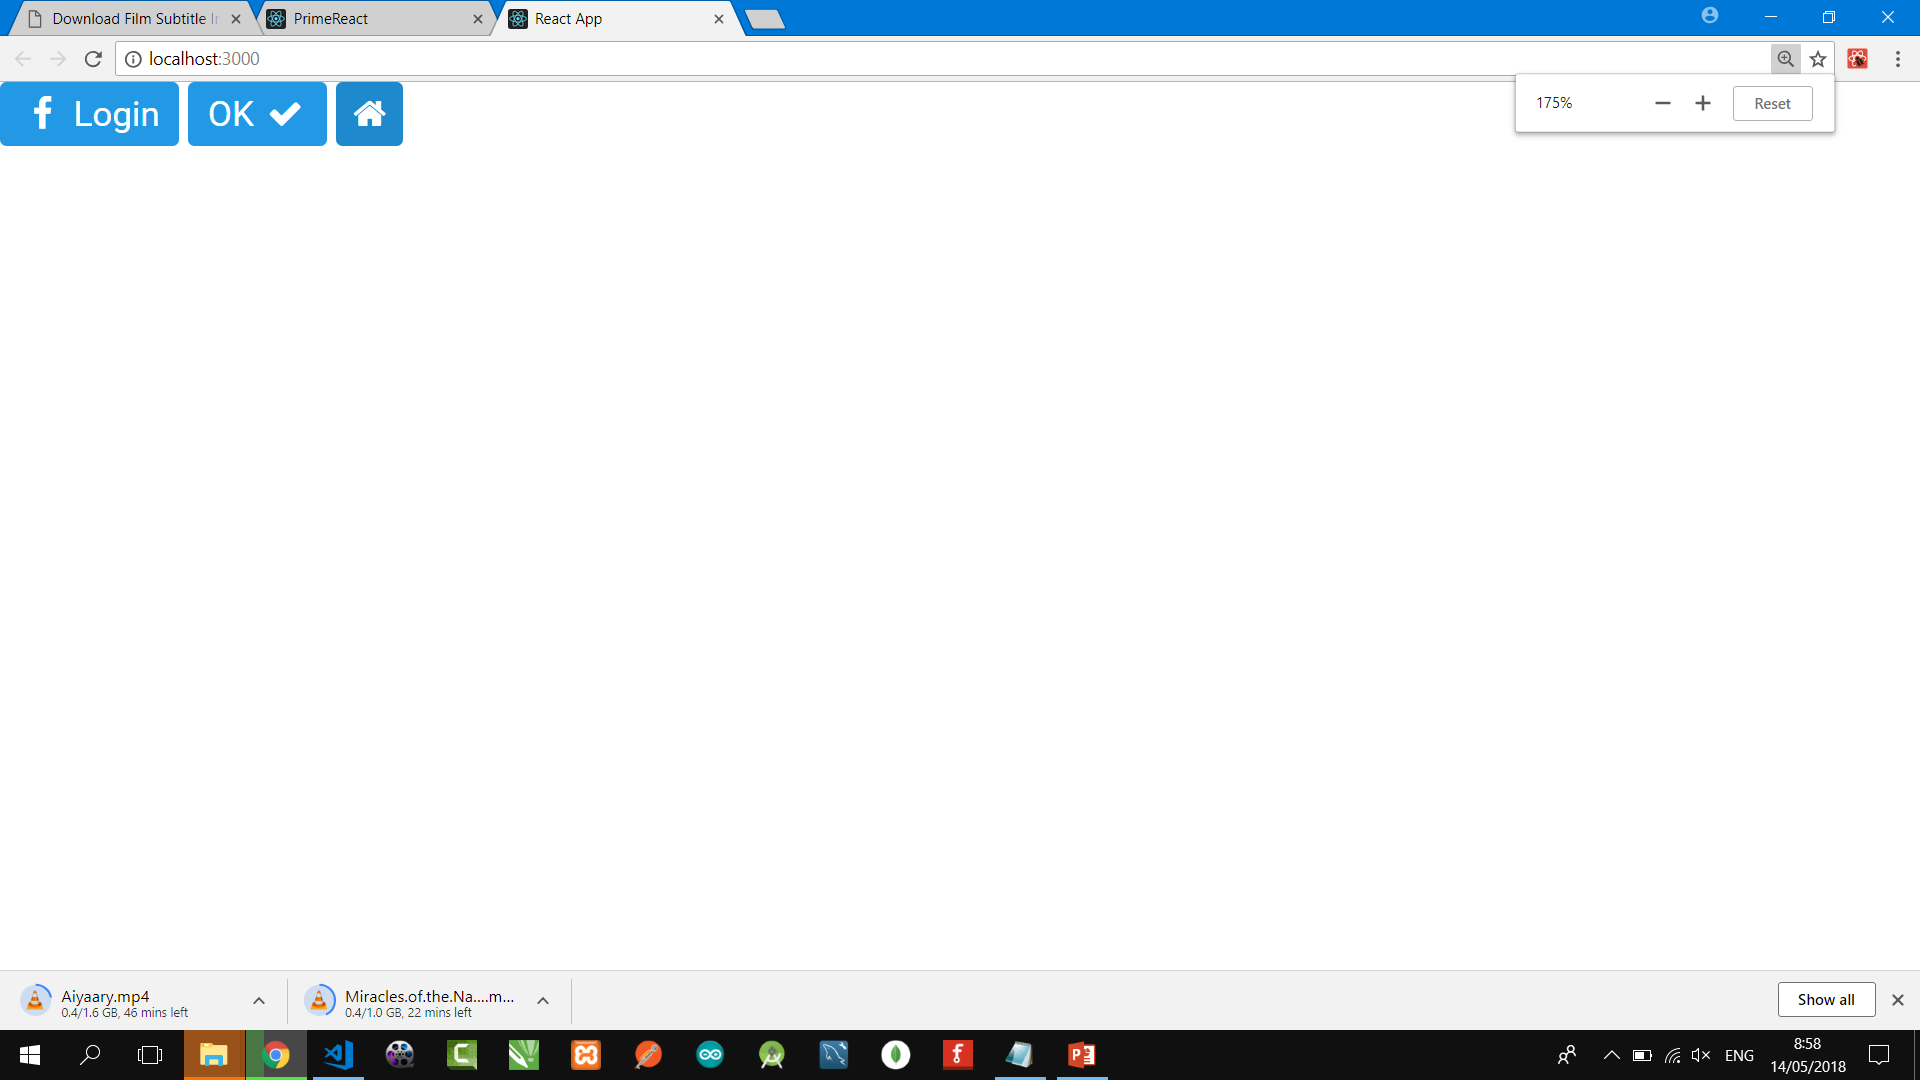 Download Film Subtitle In
PrimeReact
React App
localhost:3000
175%
Reset
Login
OK
Aiyaary.mp4
0.4/1.6 GB, 46 mins left
Miracles.of.the.Na....m...
0.4/1.0 GB, 22 mins left
Show all
ENG
8:58
14/05/2018